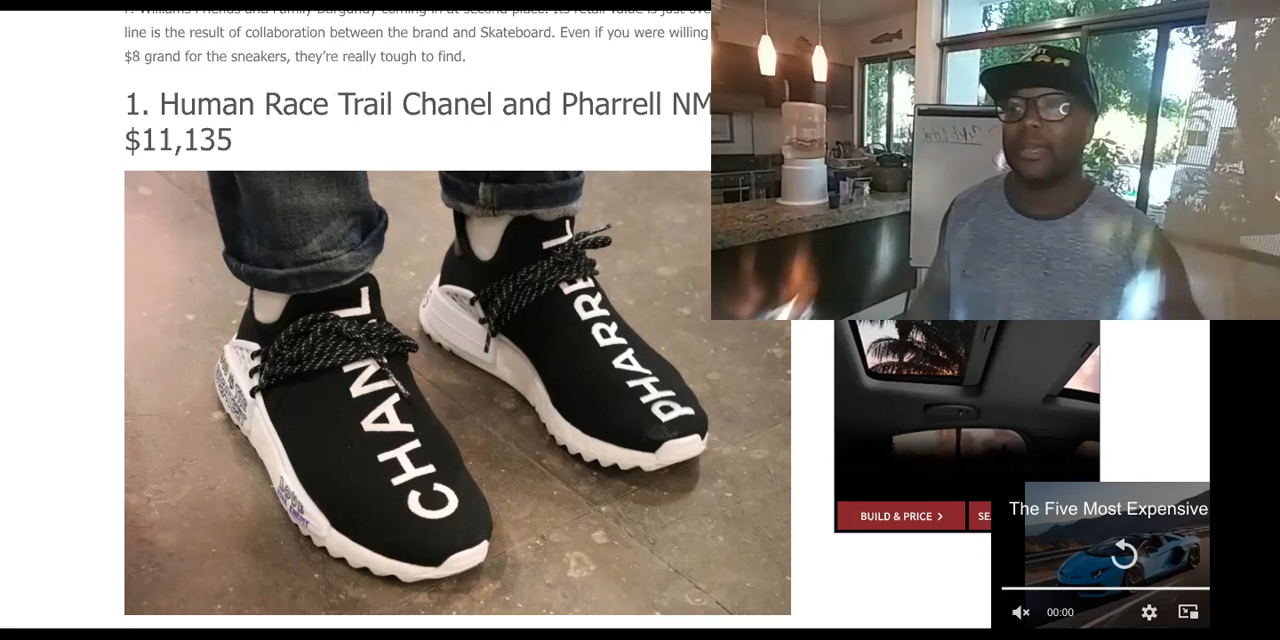 line is the result of collaboration between the brand and Skateboard. Even if you were willing
$8 grand for the sneakers, they're really tough to find.
1. Human Race Trail Chanel and Pharrell NM
$11,135
CHANEL
PHARREL
BUILD & PRICE >
SE
The Five Most Expensive
00:00